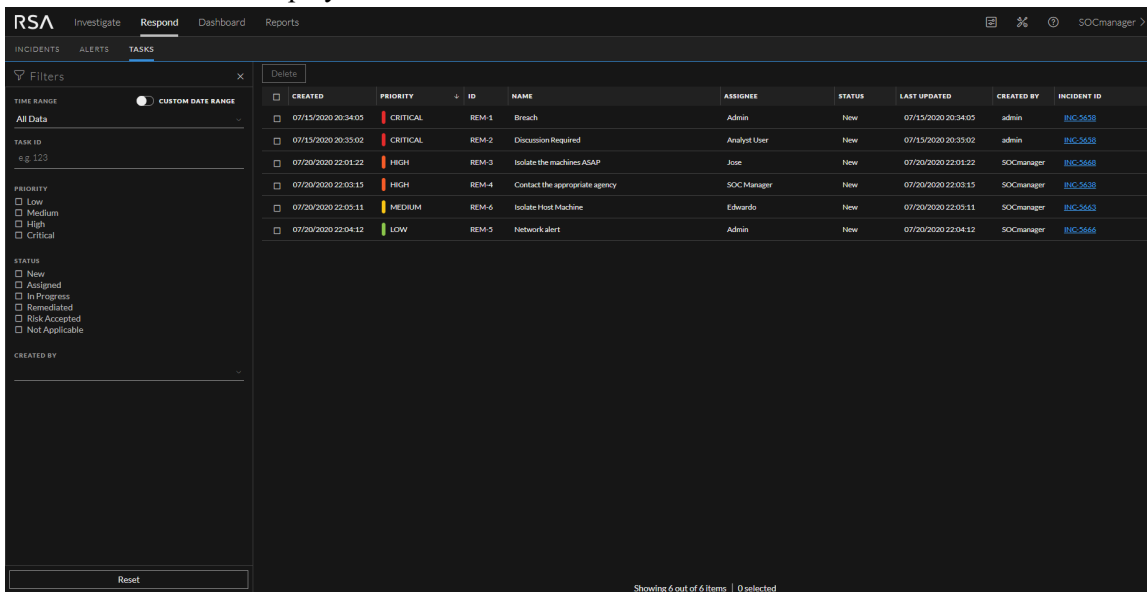 RSA Investigate Respond Dashboard Reports SOCmanager >
INCIDENTS ALERTS TASKS
Filters ×
Delete
TIME RANGE CUSTOM DATE RANGE
All Data
TASK ID
e.g. 123
PRIORITY
Low
Medium
High
Critical
STATUS
New
Assigned
In Progress
Remediated
Risk Accepted
Not Applicable
CREATED BY
Reset
CREATED PRIORITY ↓ ID NAME ASSIGNEE STATUS LAST UPDATED CREATED BY INCIDENT ID
07/15/2020 20:34:05 CRITICAL REM-1 Breach Admin New 07/15/2020 20:34:05 admin INC-5658
07/15/2020 20:35:02 CRITICAL REM-2 Discussion Required Analyst User New 07/15/2020 20:35:02 admin INC-5658
07/20/2020 22:01:22 HIGH REM-3 Isolate the machines ASAP Jose New 07/20/2020 22:01:22 SOCmanager INC-5668
07/20/2020 22:03:15 HIGH REM-4 Contact the appropriate agency SOC Manager New 07/20/2020 22:03:15 SOCmanager INC-5638
07/20/2020 22:05:11 MEDIUM REM-6 Isolate Host Machine Edwardo New 07/20/2020 22:05:11 SOCmanager INC-5663
07/20/2020 22:04:12 LOW REM-5 Network alert Admin New 07/20/2020 22:04:12 SOCmanager INC-5666
Showing 6 out of 6 items | 0 selected